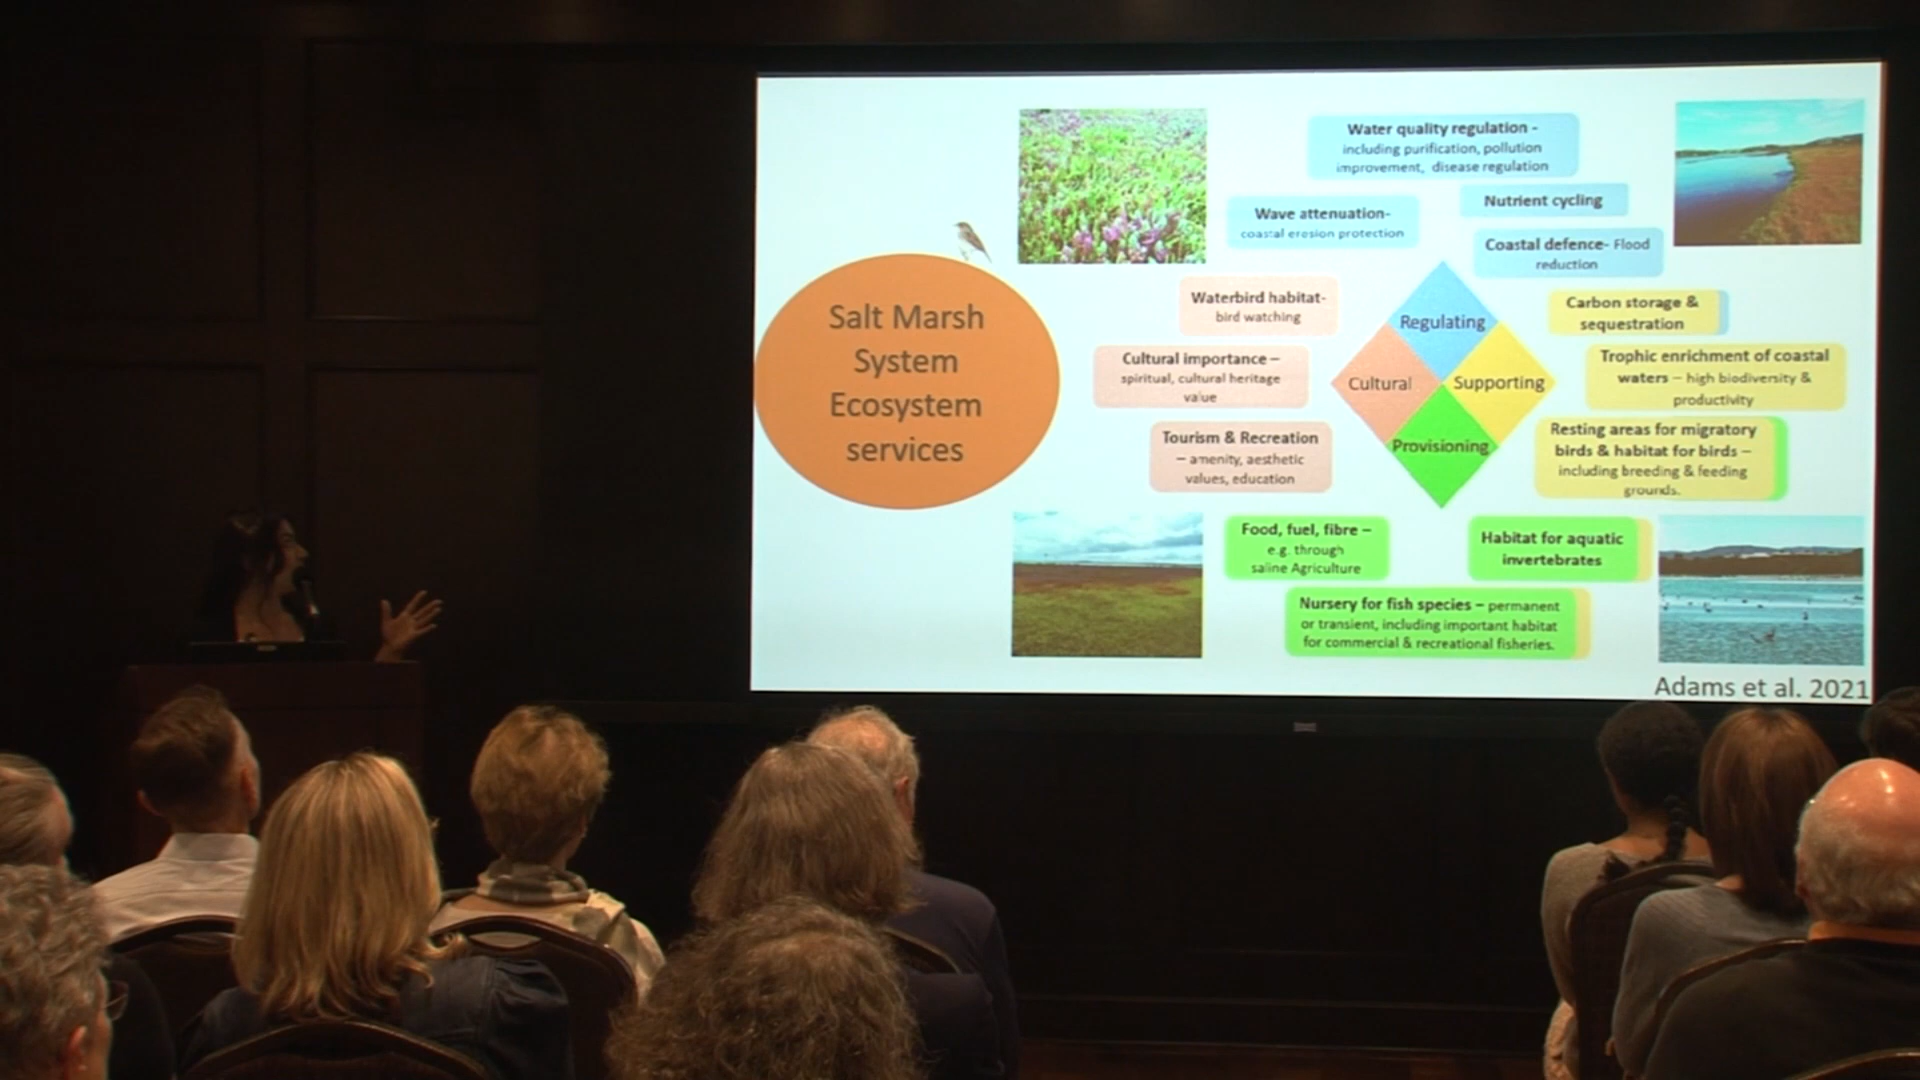 Salt Marsh
System
Ecosystem
services
Water quality regulation -
including purification, pollution
improvement, disease regulation
Nutrient cycling
Wave attenuation-
coastal erosion protection
Coastal defence- Flood
reduction
Waterbird habitat-
bird watching
Cultural importance –
spiritual, cultural heritage
value
Tourism & Recreation
– amenity, aesthetic
values, education
Regulating
Cultural
Supporting
Provisioning
Carbon storage &
sequestration
Trophic enrichment of coastal
waters – high biodiversity &
productivity
Resting areas for migratory
birds & habitat for birds –
including breeding & feeding
grounds.
Food, fuel, fibre –
e.g. through
saline Agriculture
Habitat for aquatic
invertebrates
Nursery for fish species – permanent
or transient, including important habitat
for commercial & recreational fisheries.
Adams et al. 2021